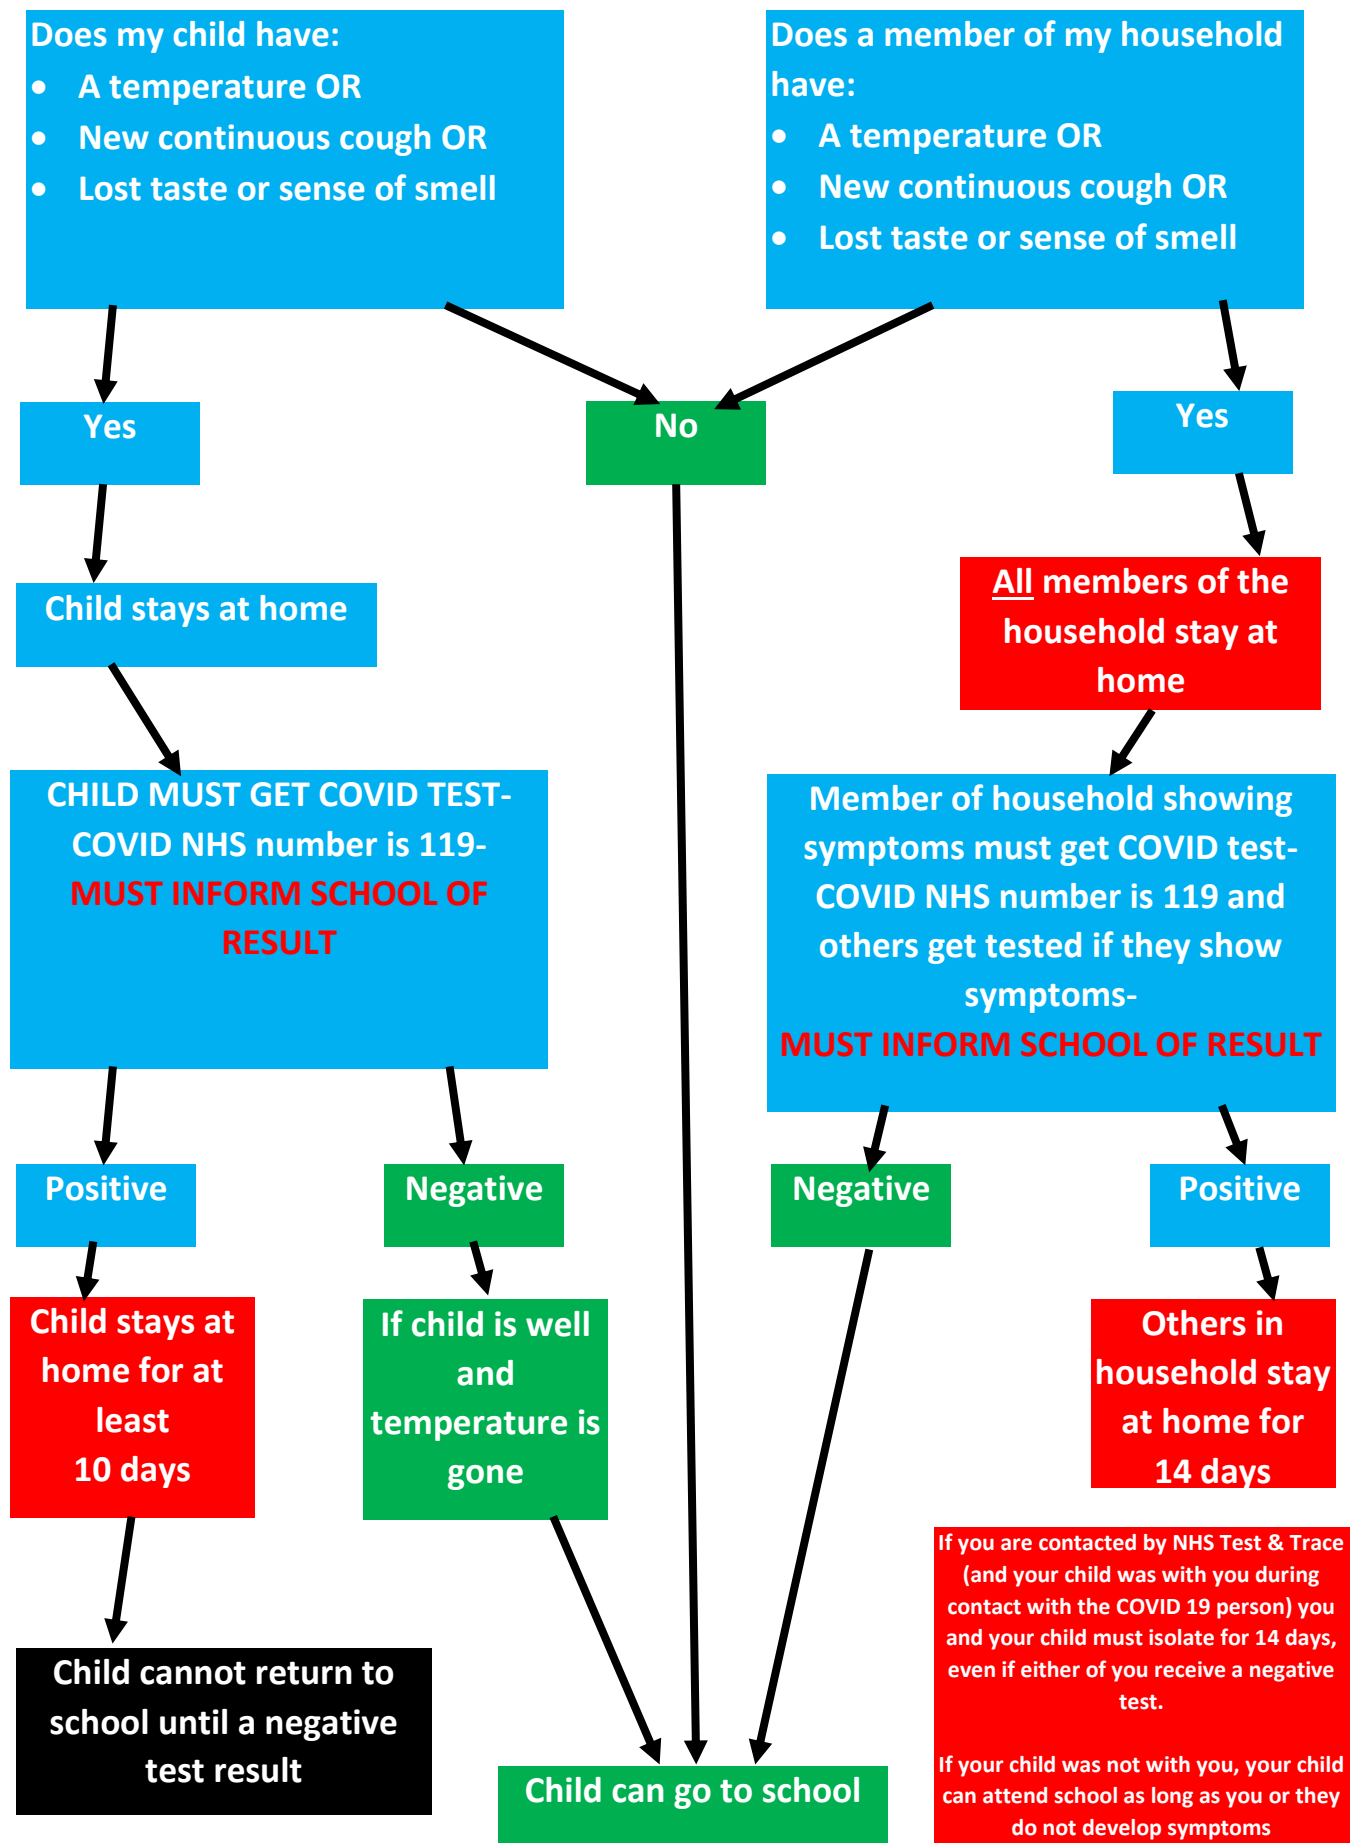 Does my child have:
• A temperature OR
• New continuous cough OR
• Lost taste or sense of smell
Does a member of my household
have:
• A temperature OR
• New continuous cough OR
• Lost taste or sense of smell
Yes
No
Yes
Child stays at home
All members of the
household stay at
home
CHILD MUST GET COVID TEST-
COVID NHS number is 119-
MUST INFORM SCHOOL OF
RESULT
Member of household showing
symptoms must get COVID test-
COVID NHS number is 119 and
others get tested if they show
symptoms-
MUST INFORM SCHOOL OF RESULT
Positive
Negative
Negative
Positive
Child stays at
home for at
least
10 days
If child is well
and
temperature is
gone
Others in
household stay
at home for
14 days
If you are contacted by NHS Test & Trace
(and your child was with you during
contact with the COVID 19 person) you
and your child must isolate for 14 days,
even if either of you receive a negative
test.
If your child was not with you, your child
can attend school as long as you or they
do not develop symptoms
Child cannot return to
school until a negative
test result
Child can go to school